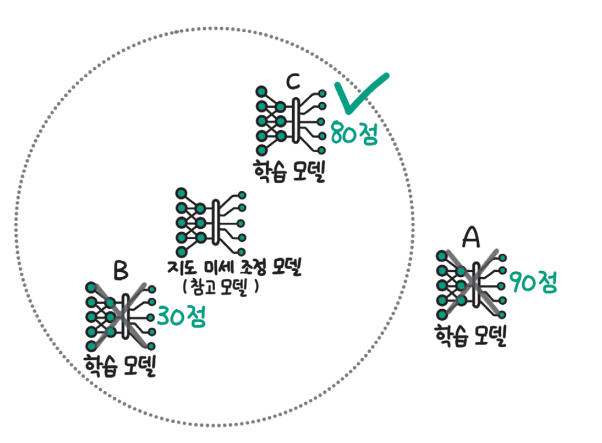 C
80점
학습 모델
지도 미세 조정 모델
(참고 모델)
A
90점
학습 모델
B
30점
학습 모델